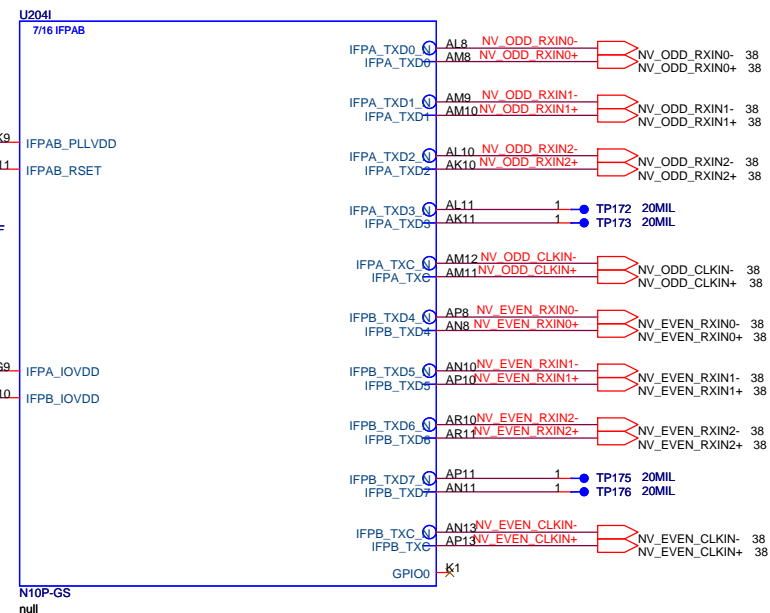 U204I
7/16 IFPAB
IFPA_TXD0_N AL8 NV_ODD_RXIN0-
IFPA_TXD0 AM8 NV_ODD_RXIN0+
NV_ODD_RXIN0- 38
NV_ODD_RXIN0+ 38
IFPA_TXD1_N AM9 NV_ODD_RXIN1-
IFPA_TXD1 AM10 NV_ODD_RXIN1+
NV_ODD_RXIN1- 38
NV_ODD_RXIN1+ 38
IFPAB_PLLVDD
IFPA_TXD2_N AL10 NV_ODD_RXIN2-
IFPA_TXD2 AK10 NV_ODD_RXIN2+
NV_ODD_RXIN2- 38
NV_ODD_RXIN2+ 38
IFPAB_RSET
IFPA_TXD3_N AL11 1 TP172 20MIL
IFPA_TXD3 AK11 1 TP173 20MIL
IFPA_TXC_N AM12 NV_ODD_CLKIN-
IFPA_TXC AM11 NV_ODD_CLKIN+
NV_ODD_CLKIN- 38
NV_ODD_CLKIN+ 38
IFPB_TXD4_N AP8 NV_EVEN_RXIN0-
IFPB_TXD4 AN8 NV_EVEN_RXIN0+
NV_EVEN_RXIN0- 38
NV_EVEN_RXIN0+ 38
IFPA_IOVDD
IFPB_TXD5_N AN10 NV_EVEN_RXIN1-
IFPB_TXD5 AP10 NV_EVEN_RXIN1+
NV_EVEN_RXIN1- 38
NV_EVEN_RXIN1+ 38
IFPB_IOVDD
IFPB_TXD6_N AR10 NV_EVEN_RXIN2-
IFPB_TXD6 AR11 NV_EVEN_RXIN2+
NV_EVEN_RXIN2- 38
NV_EVEN_RXIN2+ 38
IFPB_TXD7_N AP11 1 TP175 20MIL
IFPB_TXD7 AN11 1 TP176 20MIL
IFPB_TXC_N AN13 NV_EVEN_CLKIN-
IFPB_TXC AP13 NV_EVEN_CLKIN+
NV_EVEN_CLKIN- 38
NV_EVEN_CLKIN+ 38
GPIO0 K1
N10P-GS
null